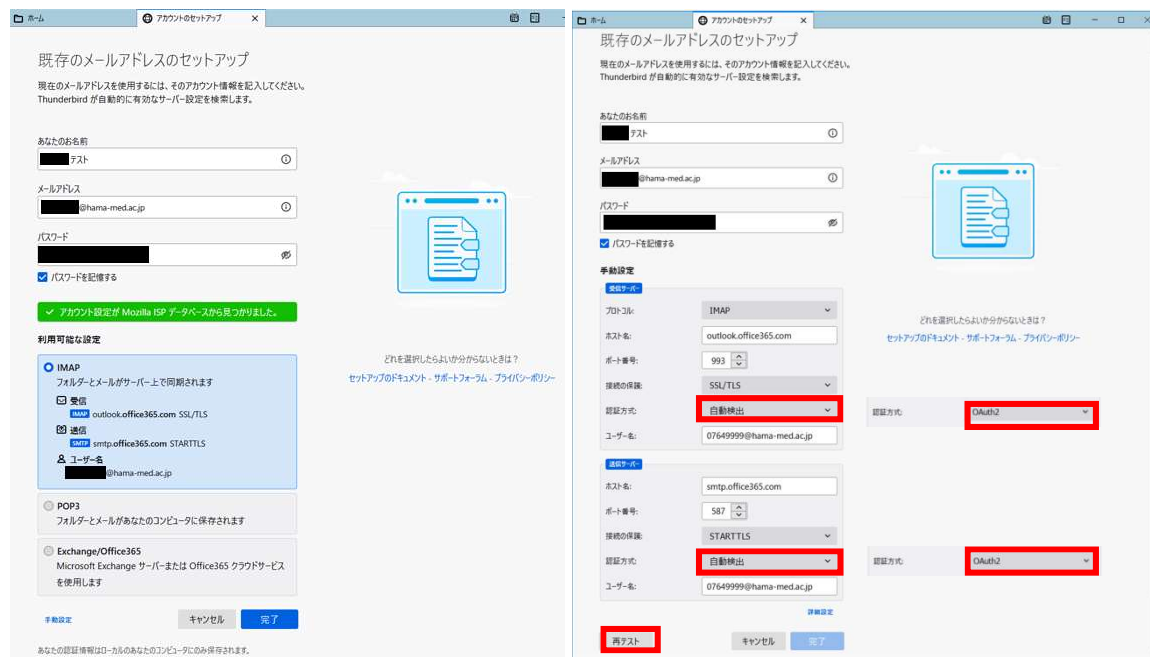 ホーム
アカウントのセットアップ
既存のメールアドレスのセットアップ
現在のメールアドレスを使用するには、そのアカウント情報を記入してください。
Thunderbird が自動的に有効なサーバー設定を検索します。
あなたのお名前
テスト
メールアドレス
@hama-med.ac.jp
パスワード
パスワードを記憶する
アカウント設定が Mozilla ISP データベースから見つかりました。
利用可能な設定
IMAP
フォルダーとメールがサーバー上で同期されます
受信
IMAP outlook.office365.com SSL/TLS
送信
SMTP smtp.office365.com STARTTLS
ユーザー名
@hama-med.ac.jp
POP3
フォルダーとメールがあなたのコンピュータに保存されます
Exchange/Office365
Microsoft Exchange サーバーまたは Office365 クラウドサービス
を使用します
手動設定
キャンセル
完了
あなたの認証情報はローカルのあなたのコンピュータにのみ保存されます。
どれを選択したらよいか分からないときは？
セットアップのドキュメント - サポートフォーラム - プライバシーポリシー
ホーム
アカウントのセットアップ
既存のメールアドレスのセットアップ
現在のメールアドレスを使用するには、そのアカウント情報を記入してください。
Thunderbird が自動的に有効なサーバー設定を検索します。
あなたのお名前
テスト
メールアドレス
@hama-med.ac.jp
パスワード
パスワードを記憶する
手動設定
受信サーバー
プロトコル: IMAP
ホスト名: outlook.office365.com
ポート番号: 993
接続の保護: SSL/TLS
認証方式: 自動検出
ユーザー名: 07649999@hama-med.ac.jp
送信サーバー
ホスト名: smtp.office365.com
ポート番号: 587
接続の保護: STARTTLS
認証方式: 自動検出
ユーザー名: 07649999@hama-med.ac.jp
詳細設定
再テスト
キャンセル
完了
どれを選択したらよいか分からないときは？
セットアップのドキュメント - サポートフォーラム - プライバシーポリシー
認証方式: OAuth2
認証方式: OAuth2